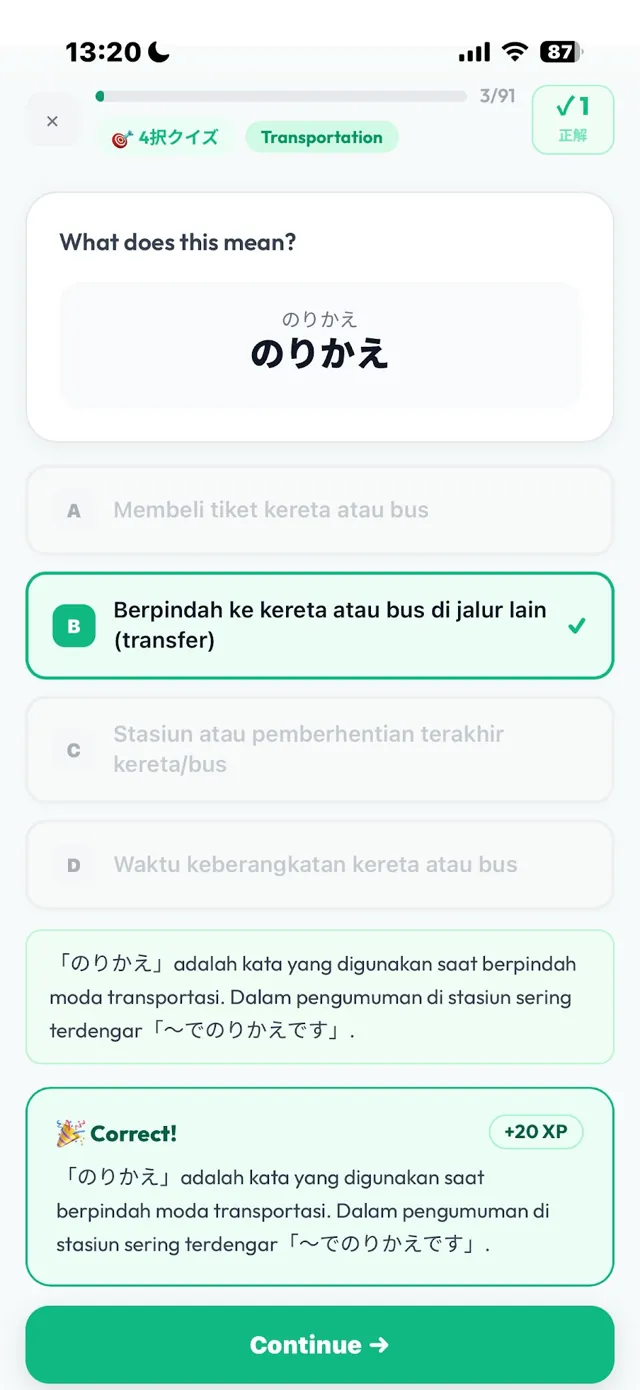 13:20
87
3/91
✓1
正解
4択クイズ
Transportation
What does this mean?
のりかえ
のりかえ
A
Membeli tiket kereta atau bus
B
Berpindah ke kereta atau bus di jalur lain
(transfer)
C
Stasiun atau pemberhentian terakhir
kereta/bus
D
Waktu keberangkatan kereta atau bus
「のりかえ」adalah kata yang digunakan saat berpindah
moda transportasi. Dalam pengumuman di stasiun sering
terdengar「〜でのりかえです」.
Correct!
+20 XP
「のりかえ」adalah kata yang digunakan saat
berpindah moda transportasi. Dalam pengumuman di
stasiun sering terdengar「〜でのりかえです」.
Continue →